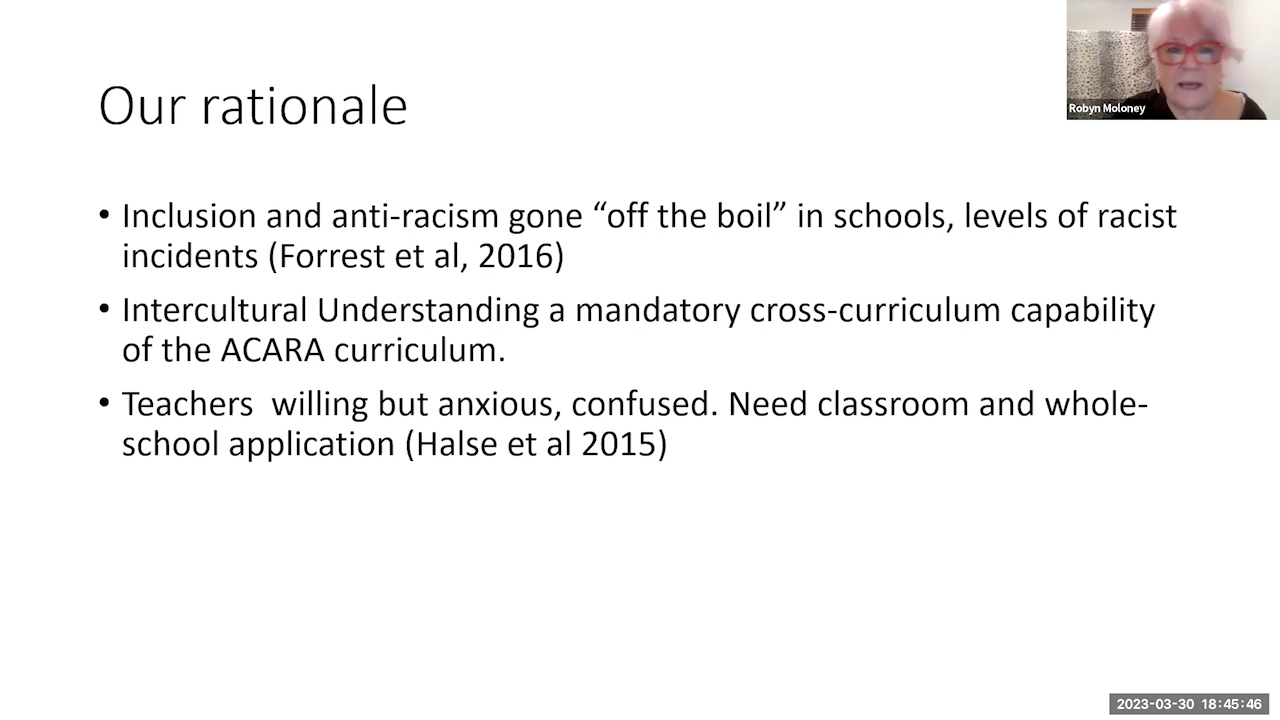 Our rationale
Robyn Moloney
• Inclusion and anti-racism gone “off the boil” in schools, levels of racist
incidents (Forrest et al, 2016)
• Intercultural Understanding a mandatory cross-curriculum capability
of the ACARA curriculum.
• Teachers  willing but anxious, confused. Need classroom and whole-
school application (Halse et al 2015)
2023-03-30 18:45:46